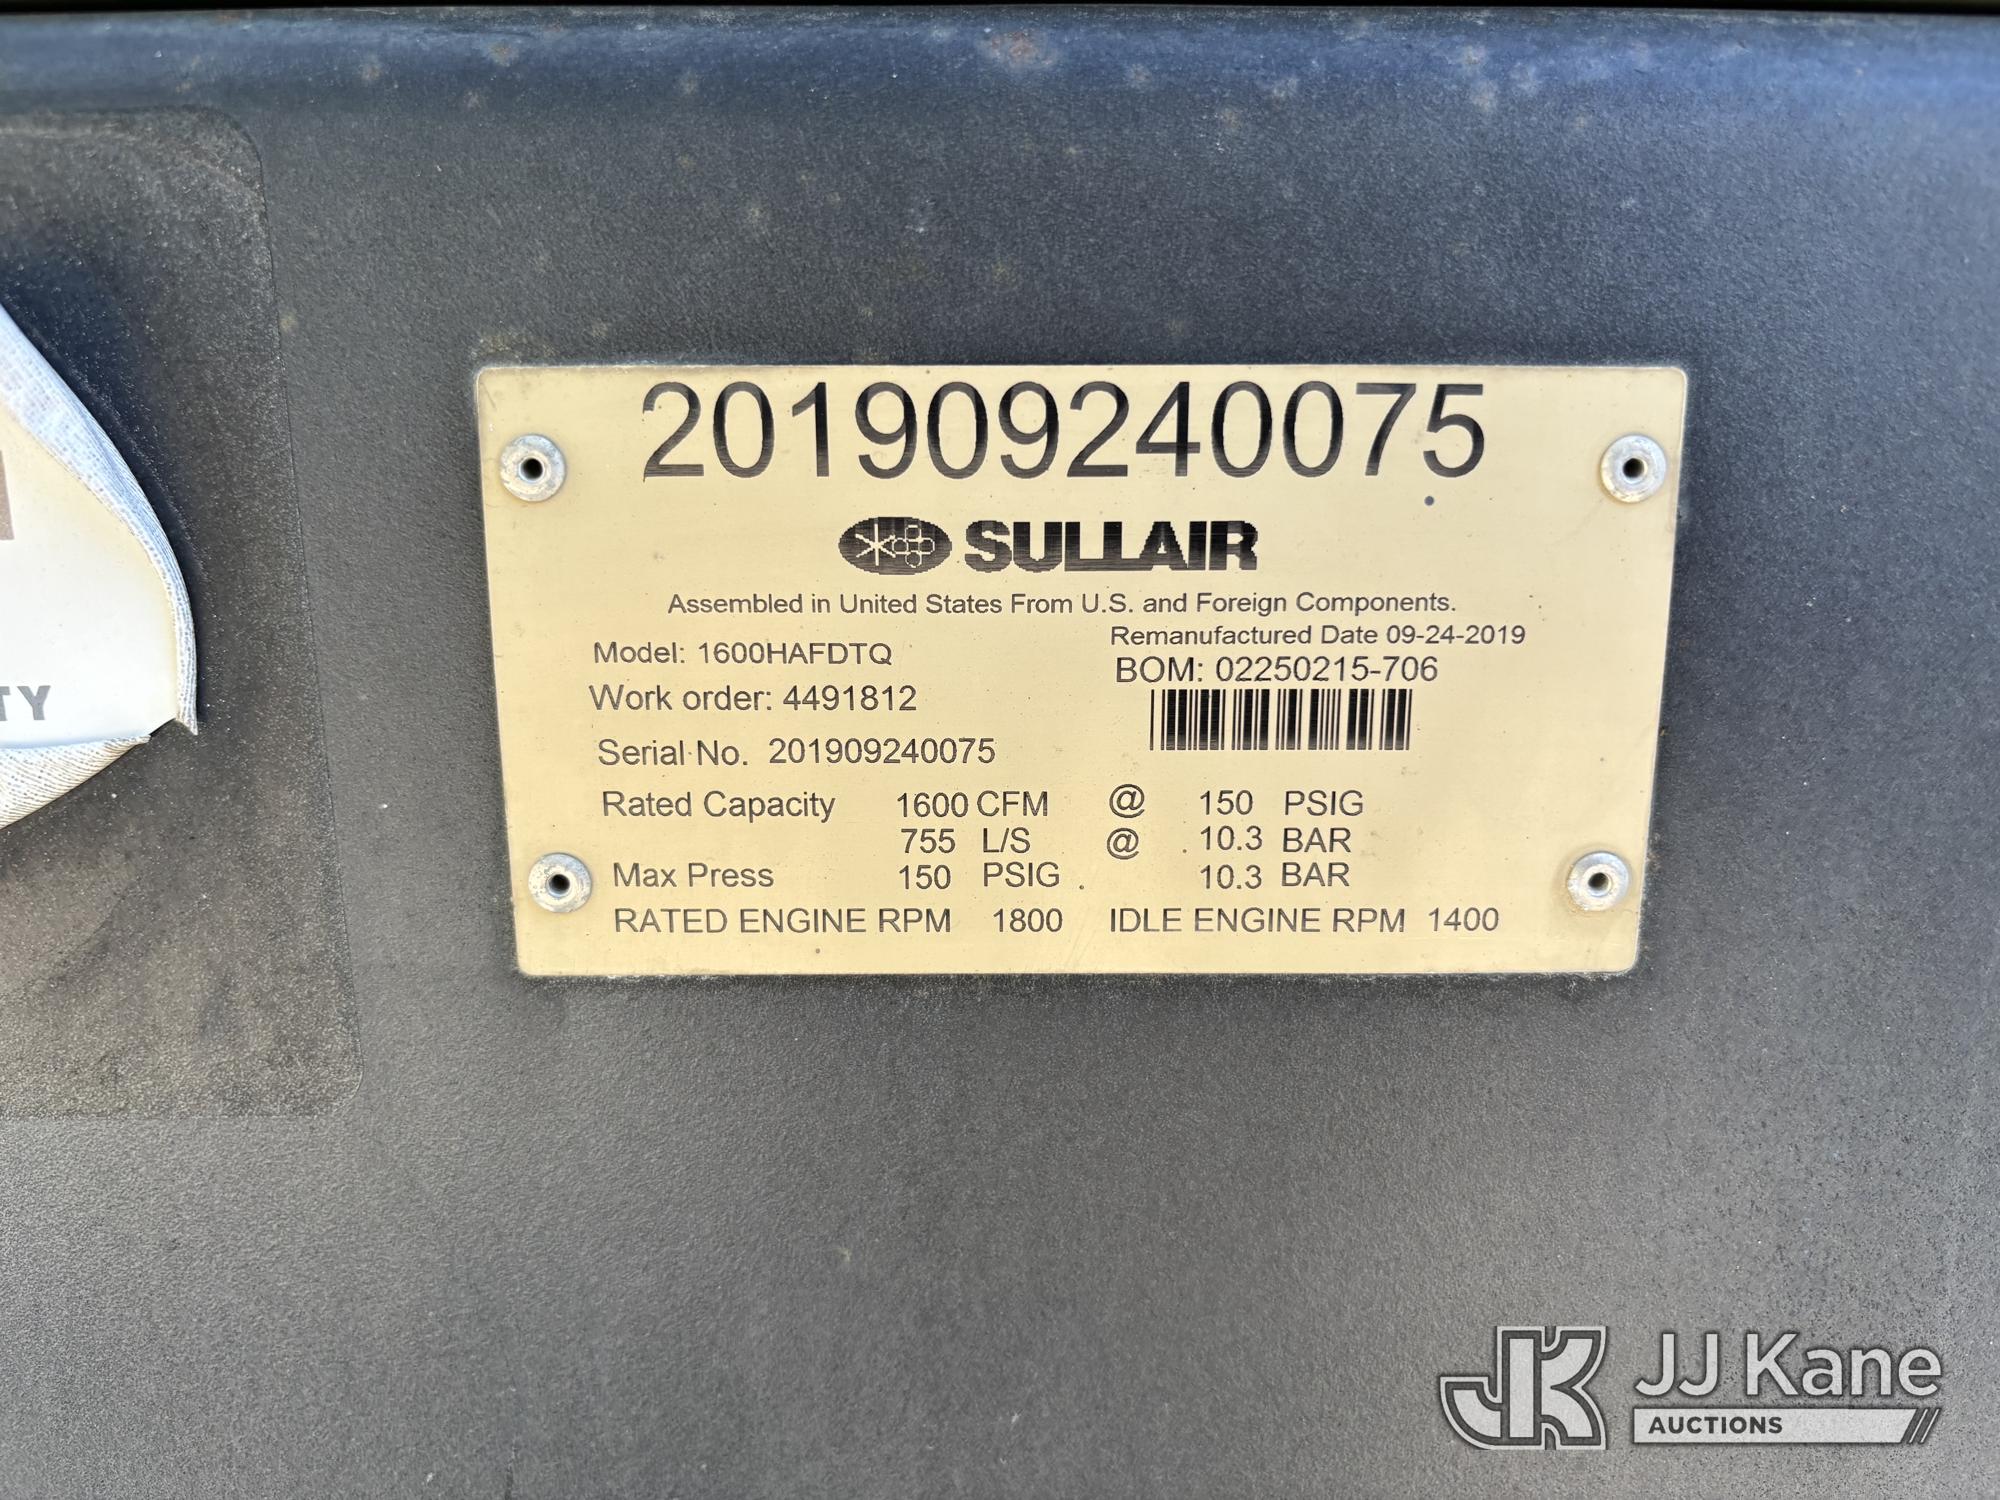 201909240075
SULLAIR
Assembled in United States From U.S. and Foreign Components.
Remanufactured Date 09-24-2019
Model: 1600HAFDTQ
BOM: 02250215-706
Work order: 4491812
Serial No. 201909240075
Rated Capacity 1600 CFM @ 150 PSIG
755 L/S @ 10.3 BAR
Max Press 150 PSIG 10.3 BAR
RATED ENGINE RPM 1800 IDLE ENGINE RPM 1400
TY
JK JJ Kane
AUCTIONS